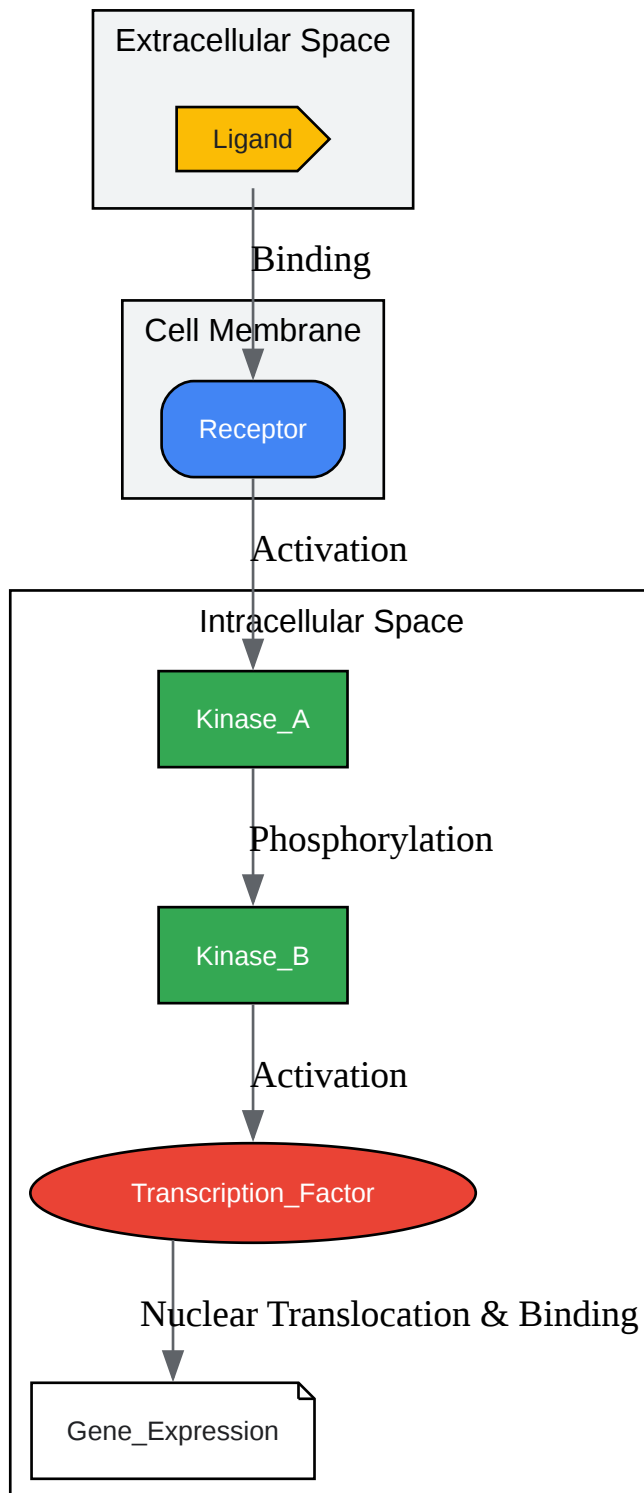 Extracellular Space
Ligand
Binding
Cell Membrane
Receptor
Activation
Intracellular Space
Kinase_A
Phosphorylation
Kinase_B
Activation
Transcription_Factor
Nuclear Translocation & Binding
Gene_Expression